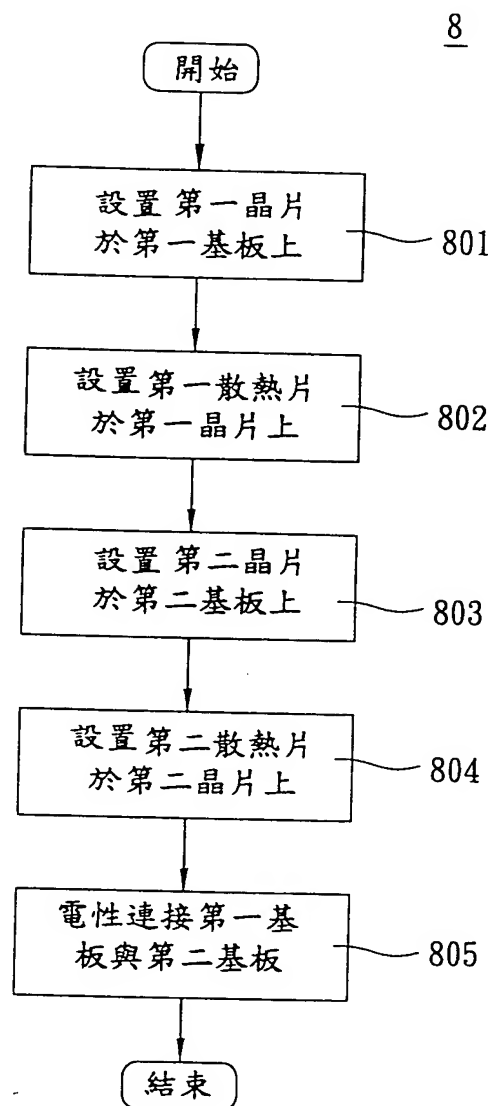 8
開始
設置第一晶片
於第一基板上
801
設置第一散熱片
於第一晶片上
802
設置第二晶片
於第二基板上
803
設置第二散熱片
於第二晶片上
804
電性連接第一基
板與第二基板
805
結束